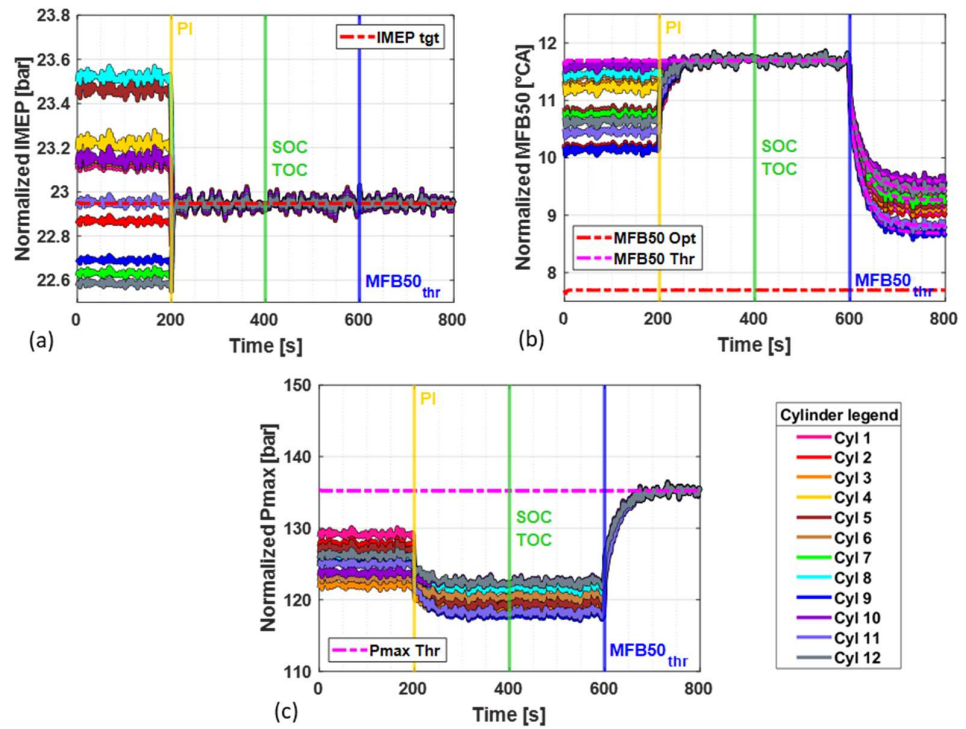 23.8
23.6
23.4
23.2
23
22.8
22.6
Normalized IMEP [bar]
PI
IMEP tgt
SOC
TOC
MFB50thr
0 200 400 600 800
Time [s]
(a)
12
11
10
9
8
Normalized MFB50 [°CA]
PI
SOC
TOC
MFB50 Opt
MFB50 Thr
MFB50thr
0 200 400 600 800
Time [s]
(b)
150
140
130
120
110
Normalized Pmax [bar]
PI
SOC
TOC
Pmax Thr
MFB50thr
0 200 400 600 800
Time [s]
(c)
Cylinder legend
Cyl 1
Cyl 2
Cyl 3
Cyl 4
Cyl 5
Cyl 6
Cyl 7
Cyl 8
Cyl 9
Cyl 10
Cyl 11
Cyl 12